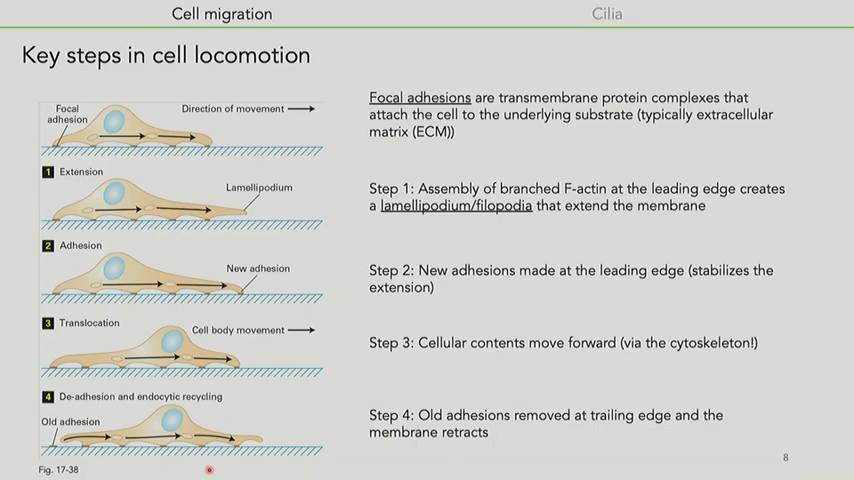 Cell migration
Cilia
Key steps in cell locomotion
Focal
adhesion
Direction of movement
1 Extension
Lamellipodium
2 Adhesion
New adhesion
3 Translocation
Cell body movement
4 De-adhesion and endocytic recycling
Old adhesion
Fig. 17-38
Focal adhesions are transmembrane protein complexes that
attach the cell to the underlying substrate (typically extracellular
matrix (ECM))
Step 1: Assembly of branched F-actin at the leading edge creates
a lamellipodium/filopodia that extend the membrane
Step 2: New adhesions made at the leading edge (stabilizes the
extension)
Step 3: Cellular contents move forward (via the cytoskeleton!)
Step 4: Old adhesions removed at trailing edge and the
membrane retracts
8